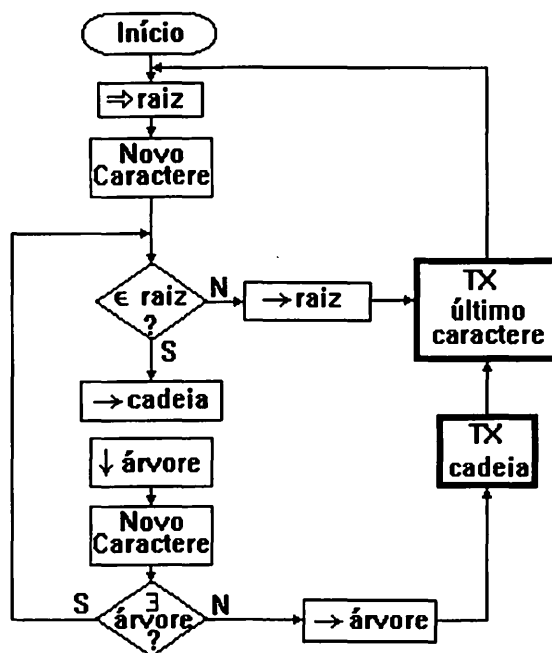 Início
⇒ raiz
Novo
Caractere
∈ raiz
?
N
→ raiz
TX
último
caractere
S
→ cadeia
TX
cadeia
↓ árvore
Novo
Caractere
S
∃
árvore
?
N
→ árvore